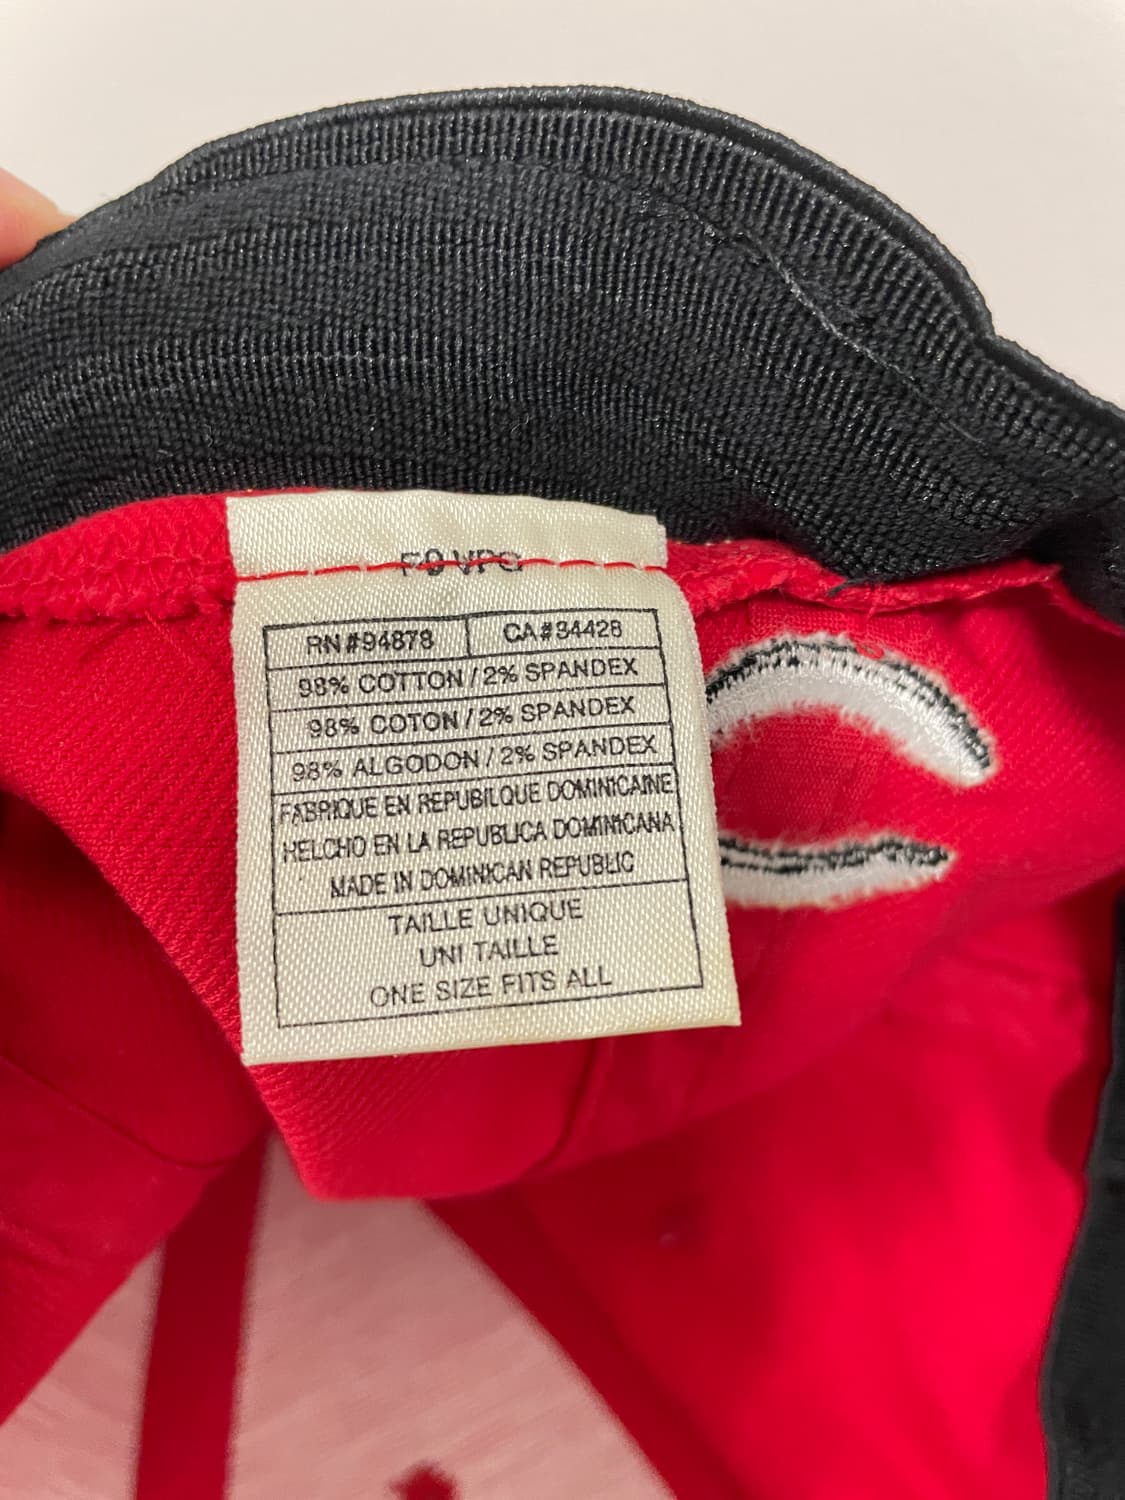 RN#94878 CA#34428
98% COTTON / 2% SPANDEX
98% COTON / 2% SPANDEX
98% ALGODON / 2% SPANDEX
FABRIQUE EN REPUBILQUE DOMINICAINE
HELCHO EN LA REPUBLICA DOMINICANA
MADE IN DOMINICAN REPUBLIC
TAILLE UNIQUE
UNI TAILLE
ONE SIZE FITS ALL